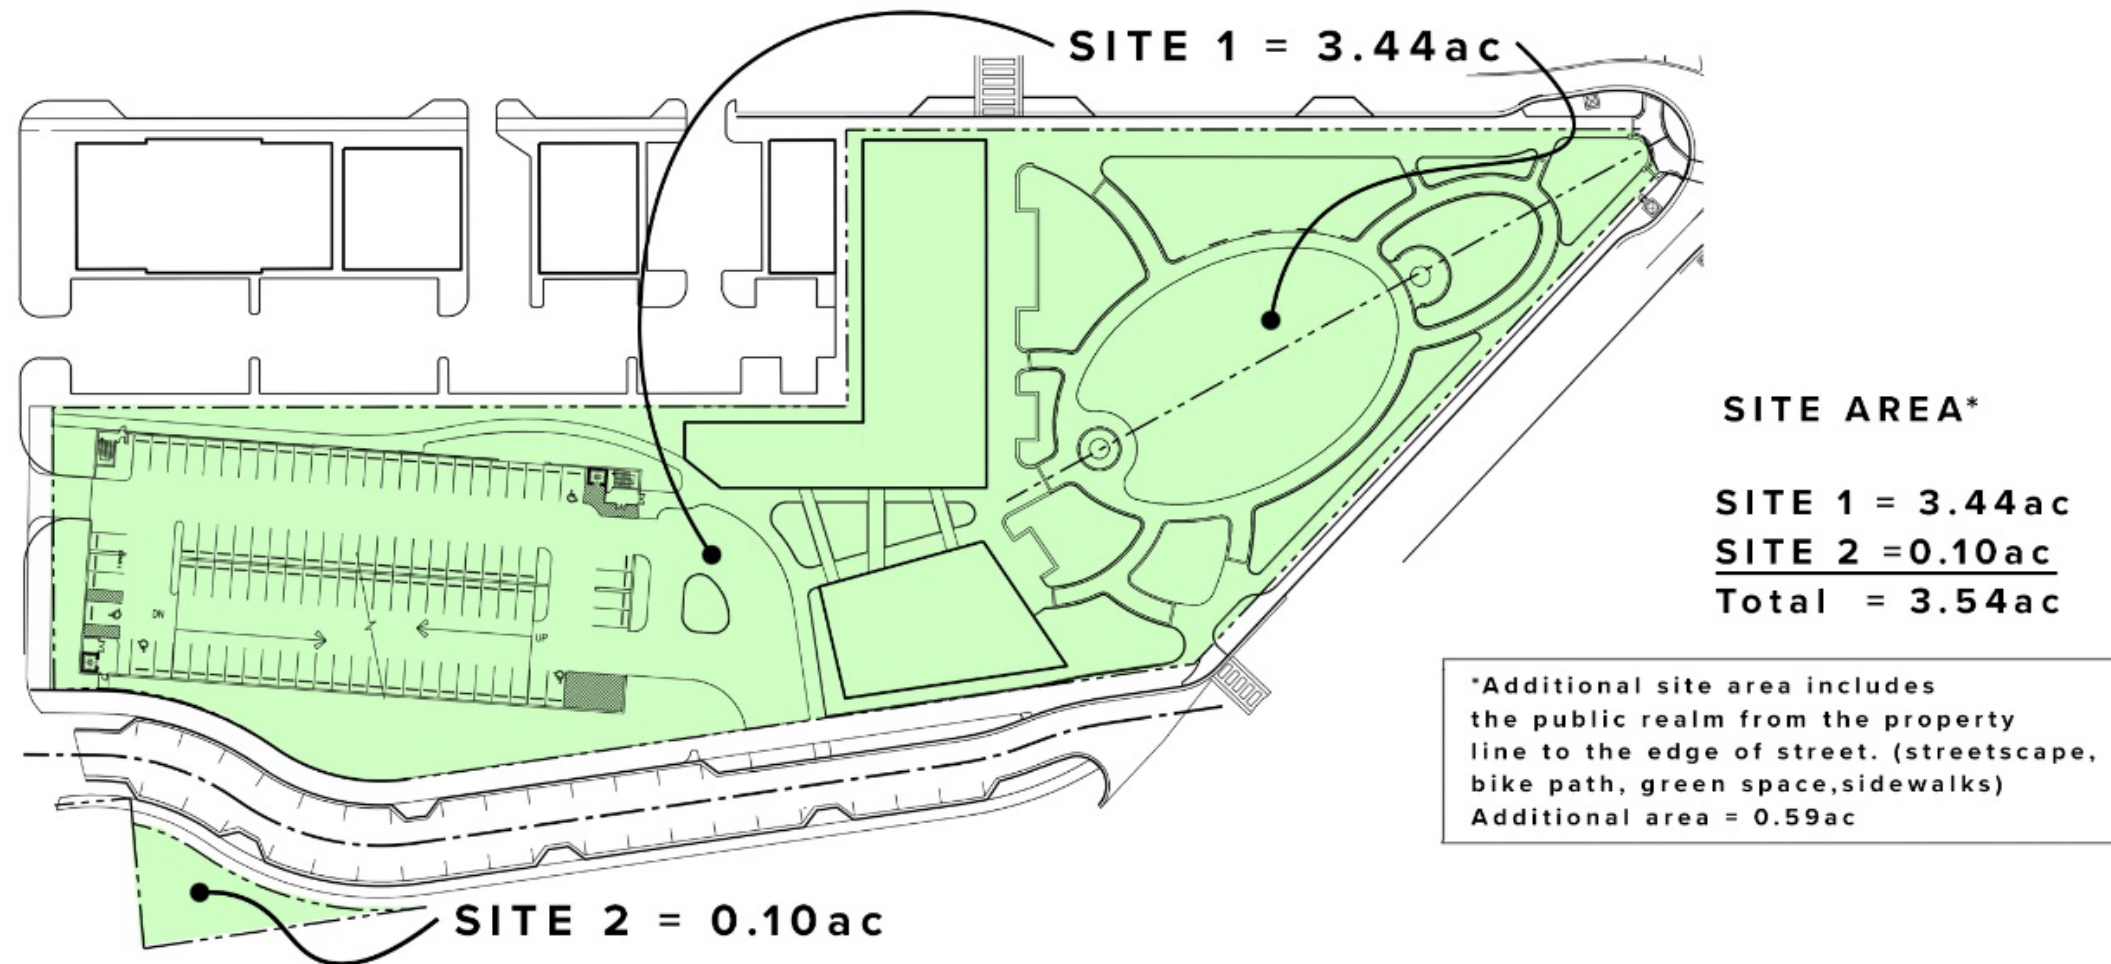 SITE 1 = 3.44ac
SITE AREA*
SITE 1 = 3.44ac
SITE 2 =0.10ac
Total = 3.54ac
DN
UP
*Additional site area includes
the public realm from the property
line to the edge of street. (streetscape,
bike path, green space,sidewalks)
Additional area = 0.59ac
SITE 2 = 0.10ac